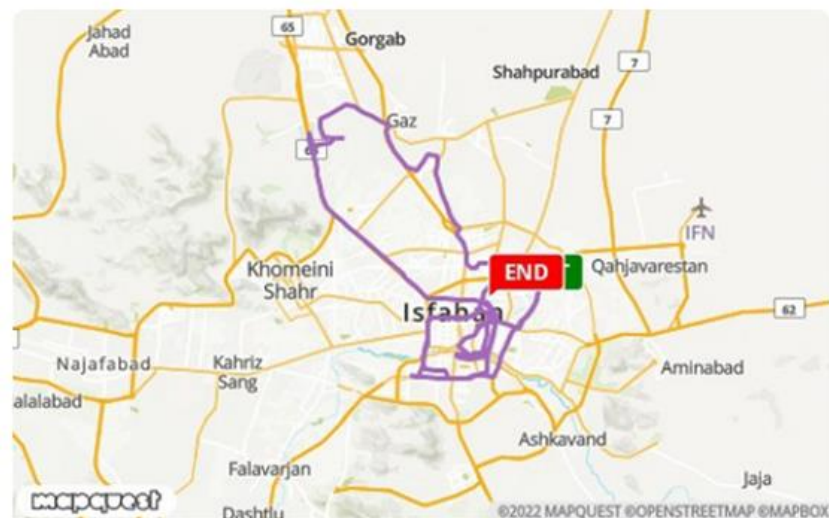 Jahad
Abad
65
Gorgab
7
Shahpurabad
7
Gaz
65
IFN
Qahjavarestan
END
Khomeini
Shahr
Isfahan
62
Najafabad
Kahriz
Sang
Aminabad
alalabad
Ashkavand
Falavarjan
Jaja
mapquest
Dashtlu
©2022 MAPQUEST ©OPENSTREETMAP ©MAPBOX